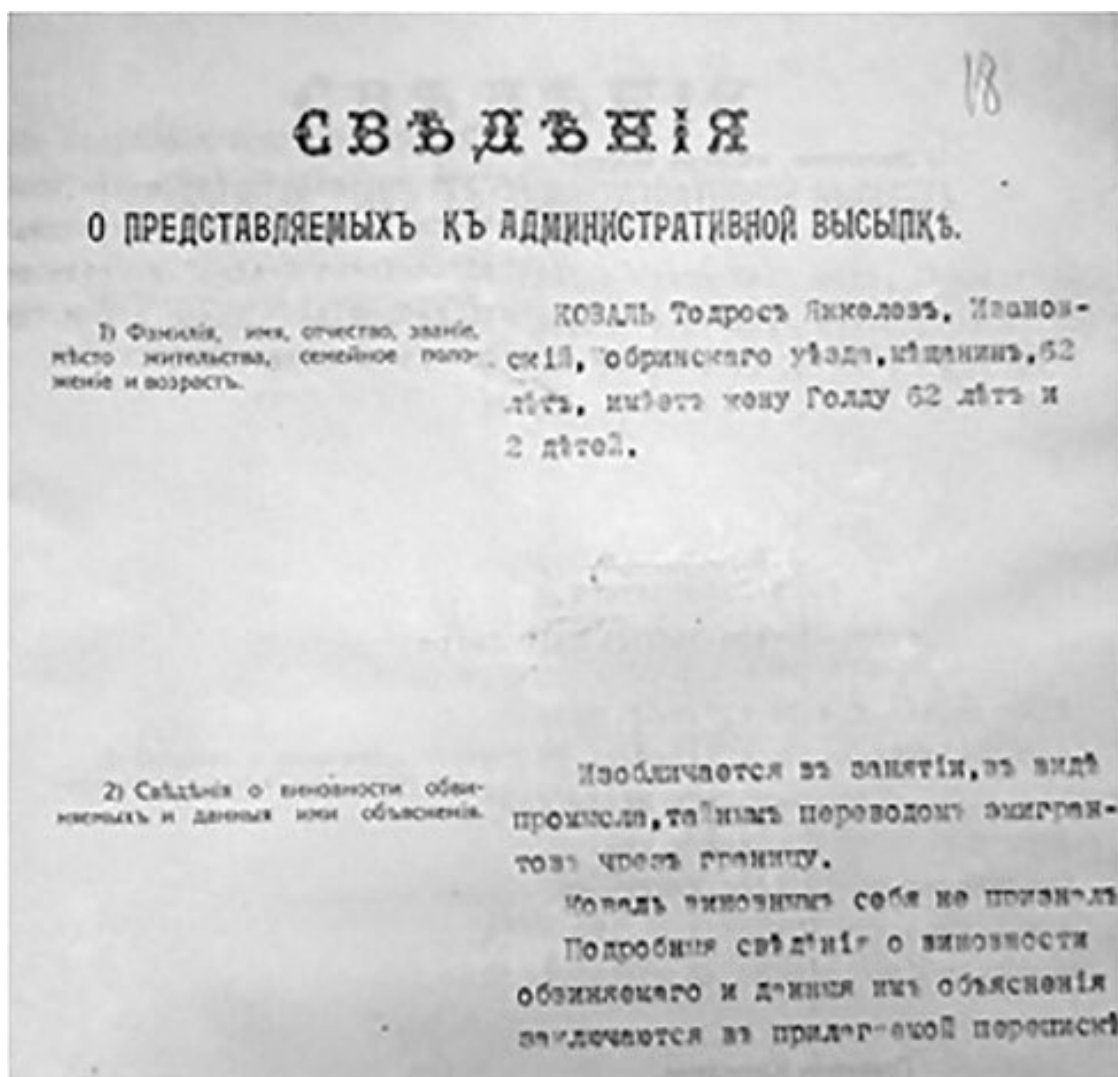 18
СВѢДѢНІЯ
О ПРЕДСТАВЛЯЕМЫХЪ КЪ АДМИНИСТРАТИВНОЙ ВЫСЫЛКѢ.
1) Фамилія, имя, отчество, званіе,
мѣсто жительства, семейное поло-
женіе и возрастъ.
КОВАЛЬ Тодросъ Янкелевъ, Иванов-
скій, Кобринскаго уѣзда, мѣщанинъ, 62
лѣтъ, имѣетъ жену Голду 62 лѣтъ и
2 дѣтей.
2) Свѣдѣнія о виновности обви-
няемыхъ и данныя ими объясненія.
Изобличается въ занятіи, въ видѣ
промысла, тайнымъ переводомъ эмигран-
товъ чрезъ границу.
Коваль виновнымъ себя не призналъ
Подробныя свѣдѣнія о виновности
обвиняемаго и данныя имъ объясненія
заключаются въ прилагаемой перепискѣ